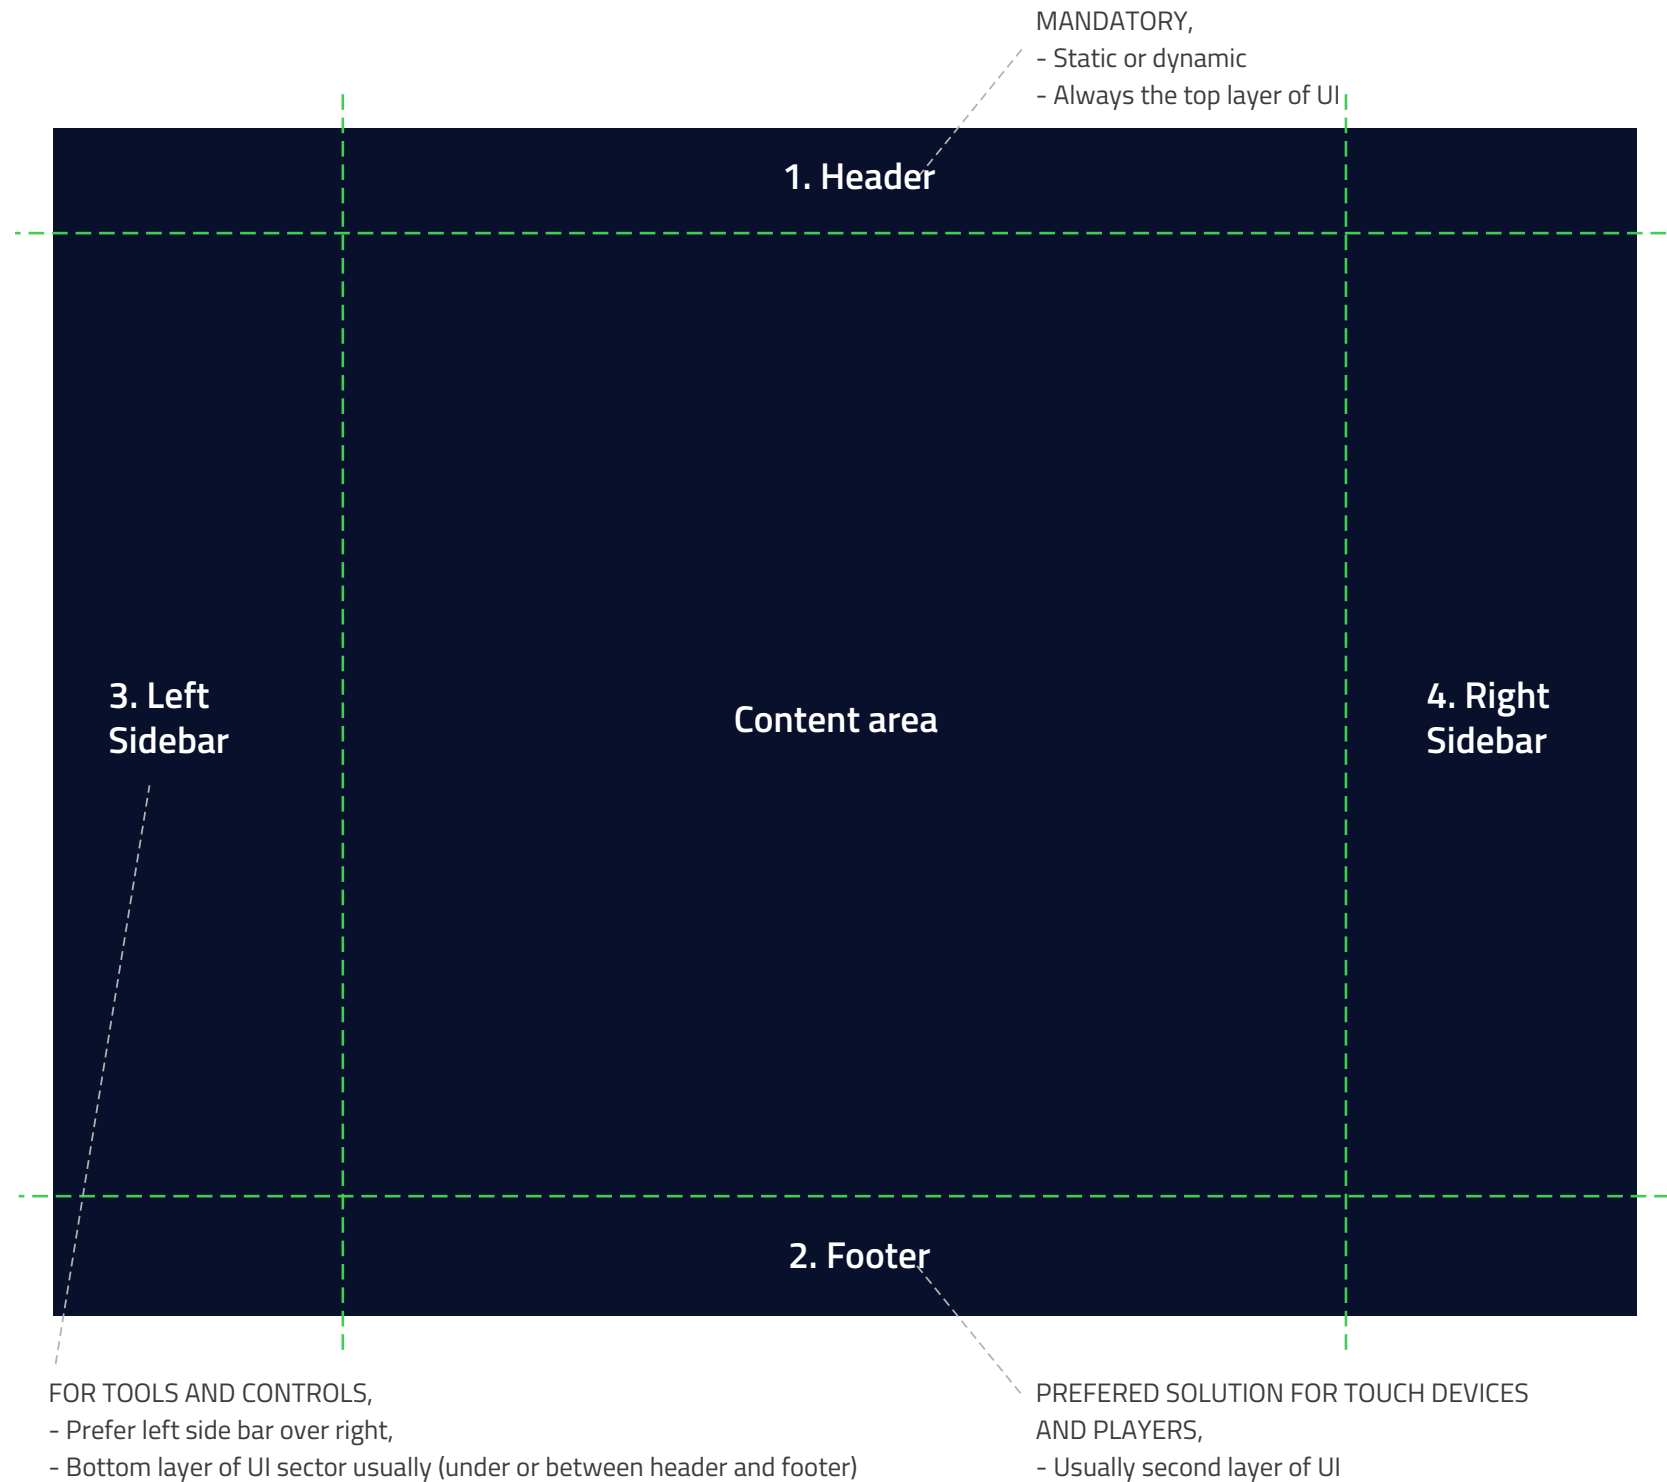 MANDATORY,
- Static or dynamic
- Always the top layer of UI
1. Header
3. Left
Sidebar
Content area
4. Right
Sidebar
2. Footer
FOR TOOLS AND CONTROLS,
- Prefer left side bar over right,
- Bottom layer of UI sector usually (under or between header and footer)
PREFERED SOLUTION FOR TOUCH DEVICES
AND PLAYERS,
- Usually second layer of UI